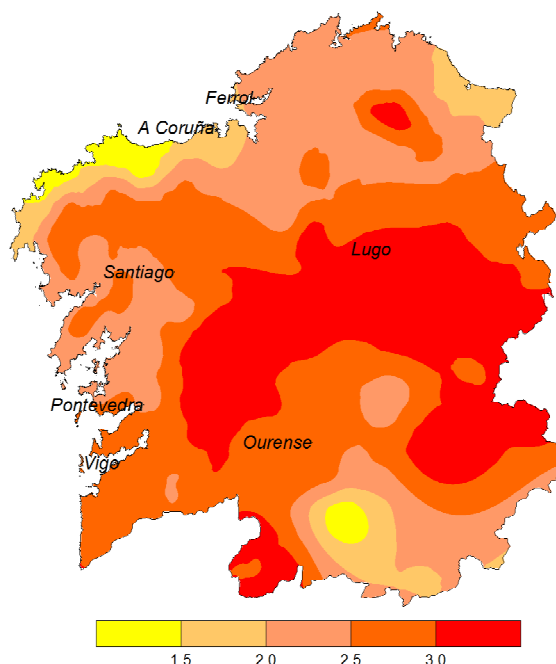 Ferrol
A Coruña
Lugo
Santiago
Pontevedra
Ourense
Vigo
1.5 2.0 2.5 3.0